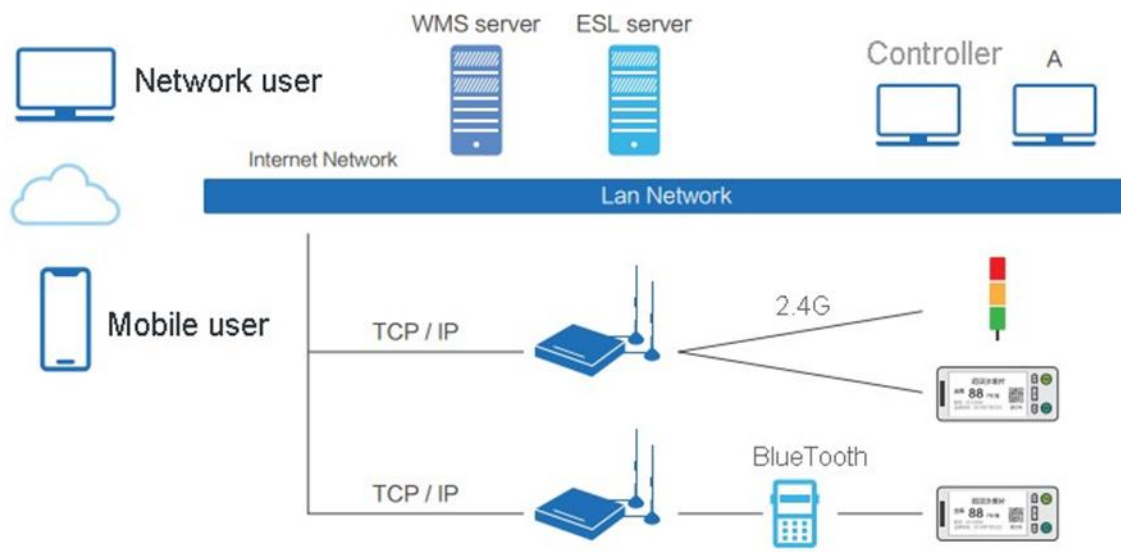 WMS server
ESL server
Controller
A
Network user
Internet Network
Lan Network
Mobile user
TCP / IP
2.4G
88
TCP / IP
BlueTooth
88